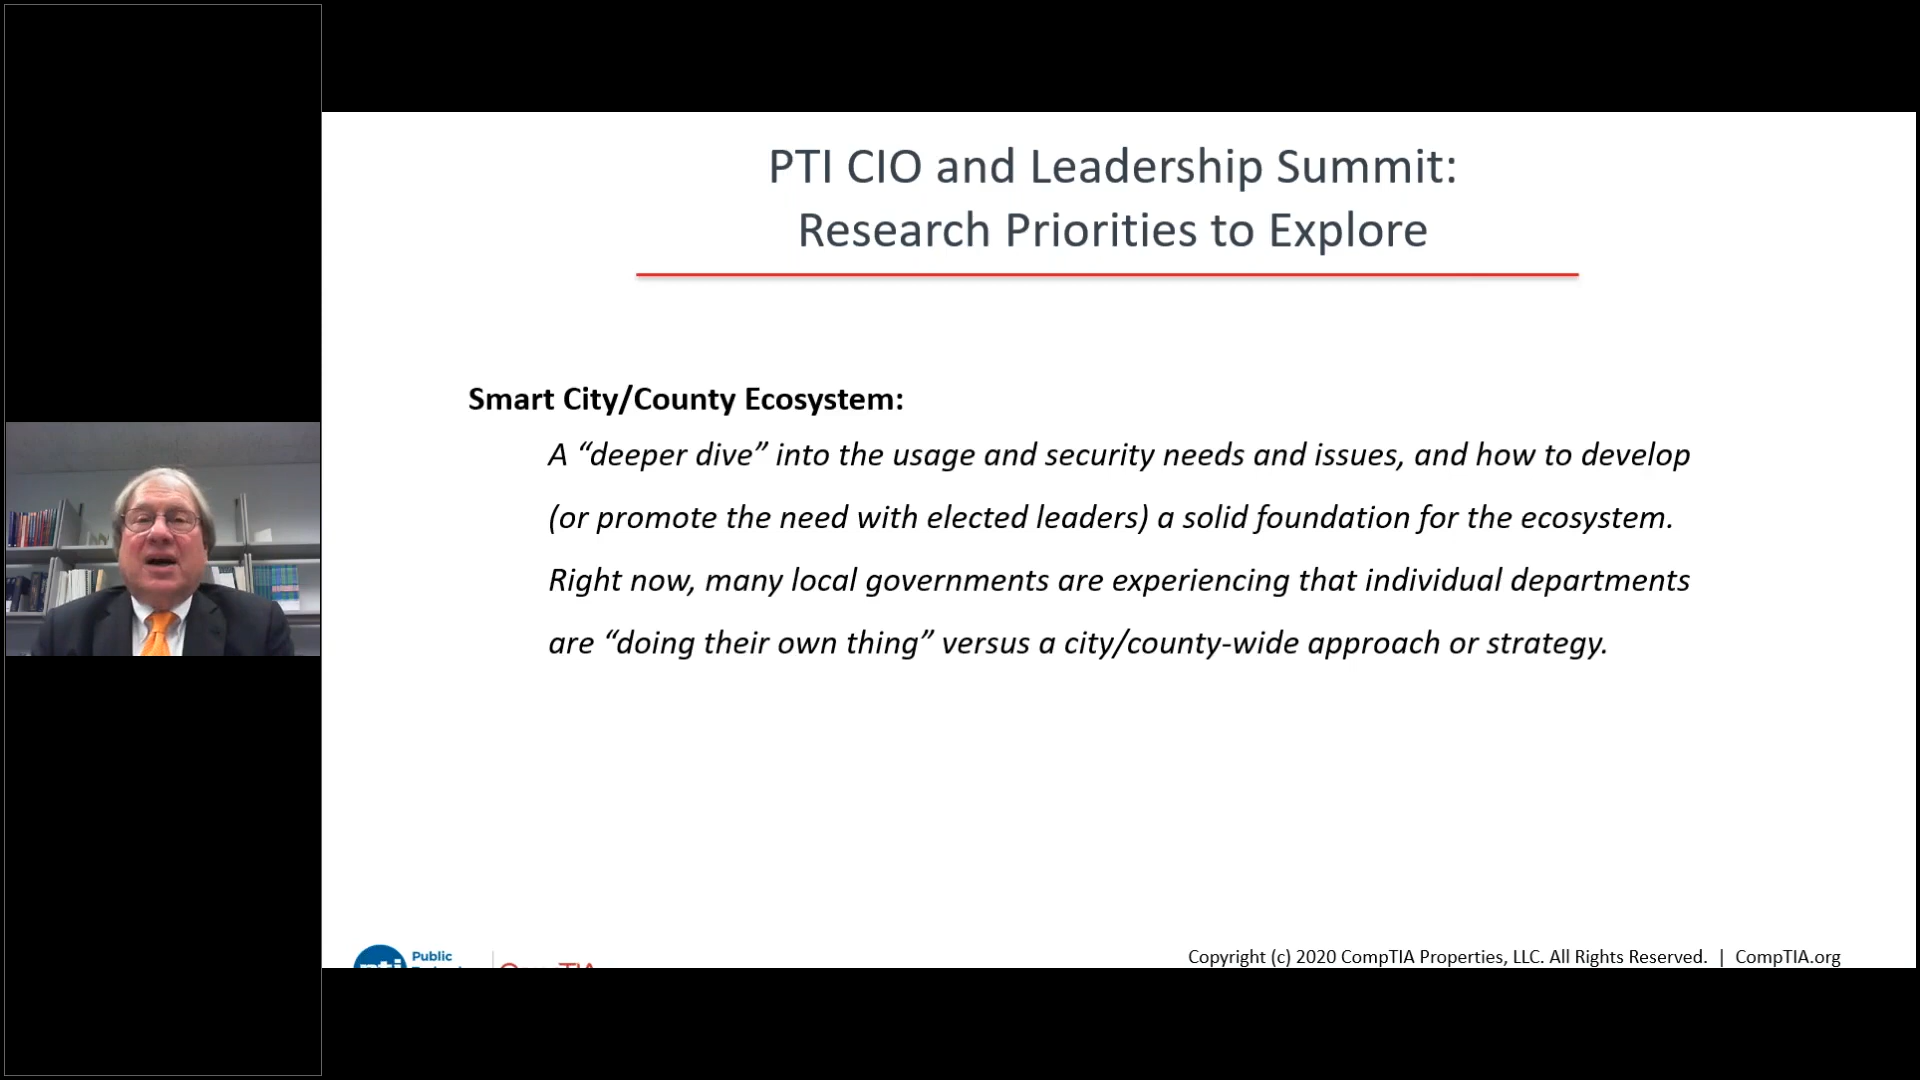 PTI CIO and Leadership Summit:
Research Priorities to Explore
Smart City/County Ecosystem:
A “deeper dive” into the usage and security needs and issues, and how to develop
(or promote the need with elected leaders) a solid foundation for the ecosystem.
Right now, many local governments are experiencing that individual departments
are “doing their own thing” versus a city/county-wide approach or strategy.
pti
Public
CompTIA
Copyright (c) 2020 CompTIA Properties, LLC. All Rights Reserved. | CompTIA.org